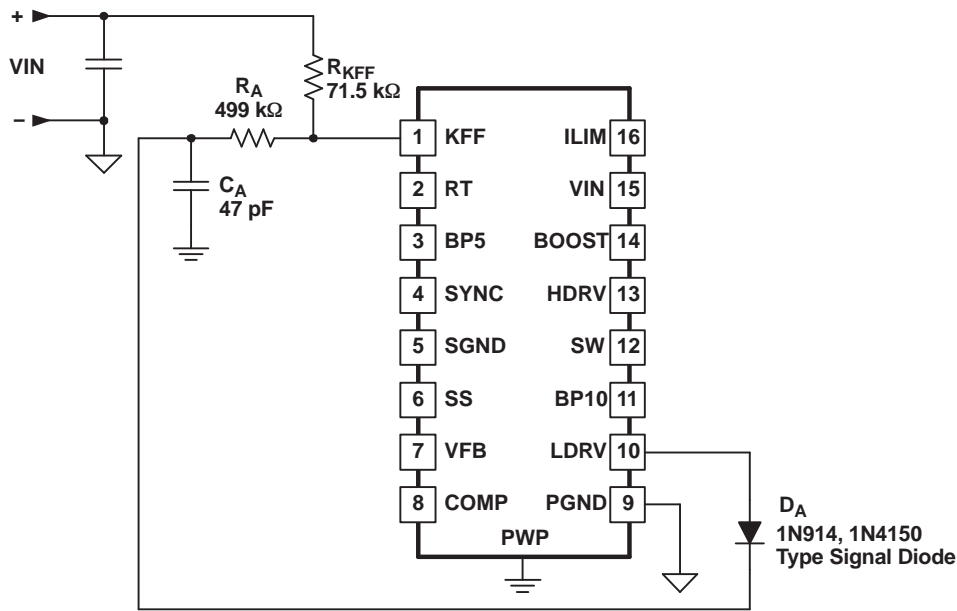 +
VIN
−
RKFF
71.5 kΩ
RA
499 kΩ
CA
47 pF
1 KFF
2 RT
3 BP5
4 SYNC
5 SGND
6 SS
7 VFB
8 COMP
ILIM 16
VIN 15
BOOST 14
HDRV 13
SW 12
BP10 11
LDRV 10
PGND 9
PWP
DA
1N914, 1N4150
Type Signal Diode